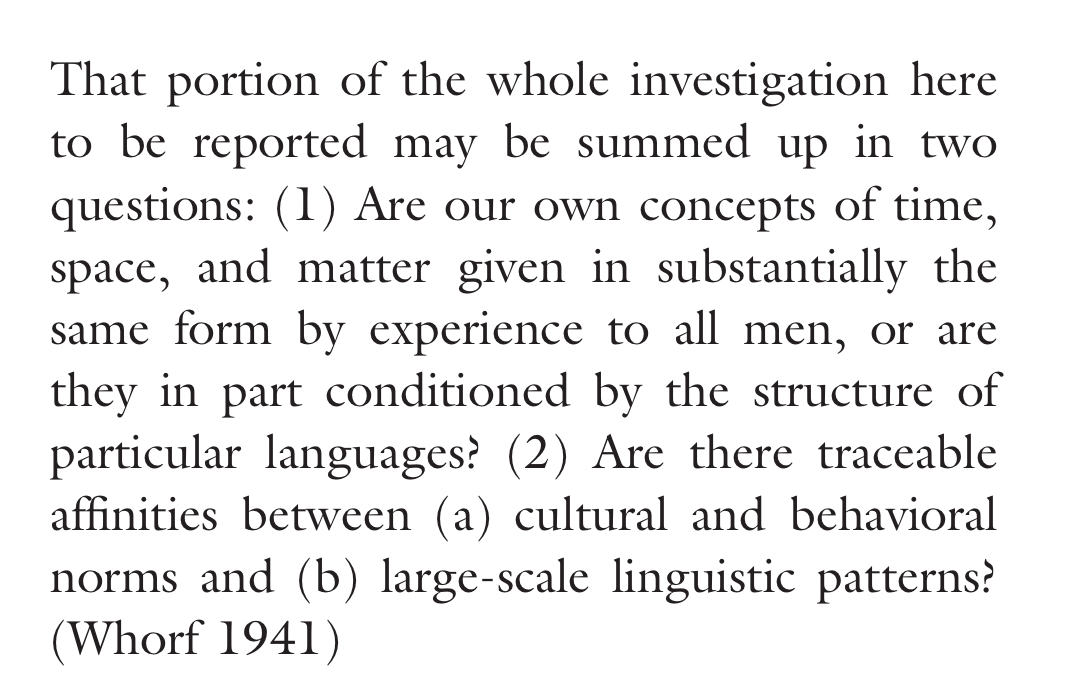 That portion of the whole investigation here
to be reported may be summed up in two
questions: (1) Are our own concepts of time,
space, and matter given in substantially the
same form by experience to all men, or are
they in part conditioned by the structure of
particular languages? (2) Are there traceable
affinities between (a) cultural and behavioral
norms and (b) large-scale linguistic patterns?
(Whorf 1941)